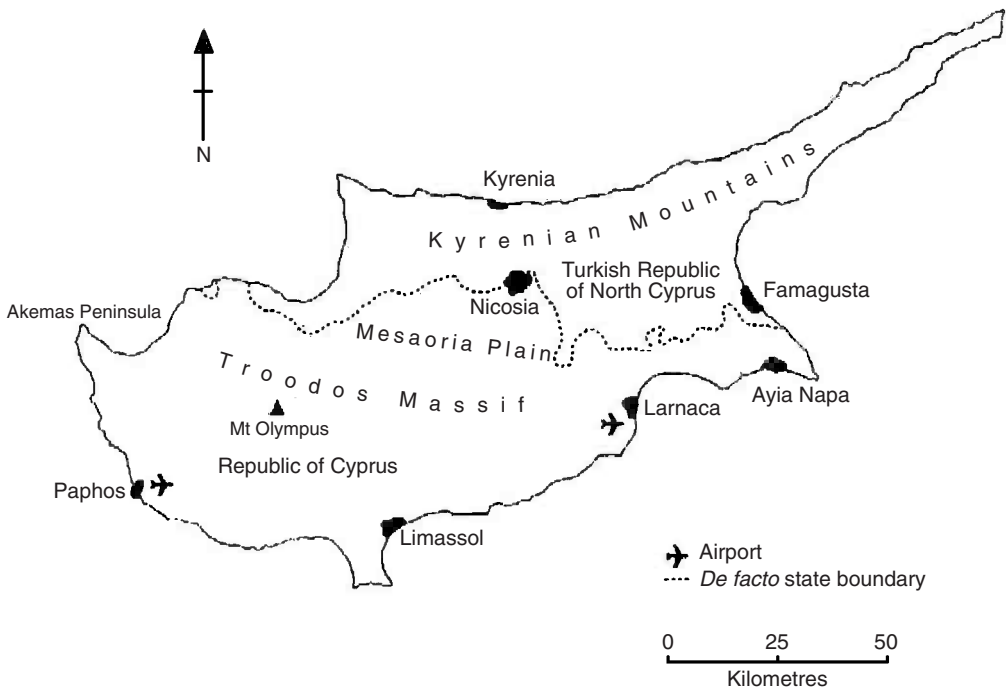 N
Kyrenia
Kyrenian Mountains
Turkish Republic
of North Cyprus
Nicosia
Famagusta
Akemas Peninsula
Mesaoria Plain
Troodos Massif
Ayia Napa
Larnaca
Mt Olympus
Republic of Cyprus
Paphos
Limassol
Airport
De facto state boundary
0 25 50
Kilometres